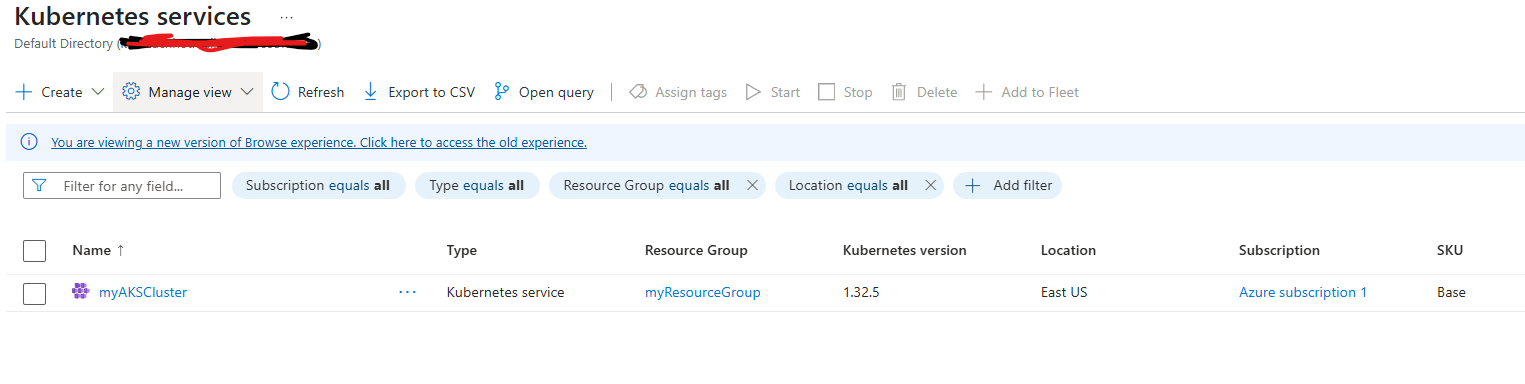 Kubernetes services ...
Default Directory ( )
Create Manage view Refresh Export to CSV Open query Assign tags Start Stop Delete Add to Fleet
You are viewing a new version of Browse experience. Click here to access the old experience.
Filter for any field... Subscription equals all Type equals all Resource Group equals all Location equals all Add filter
Name ↑ Type Resource Group Kubernetes version Location Subscription SKU
myAKSCluster ... Kubernetes service myResourceGroup 1.32.5 East US Azure subscription 1 Base